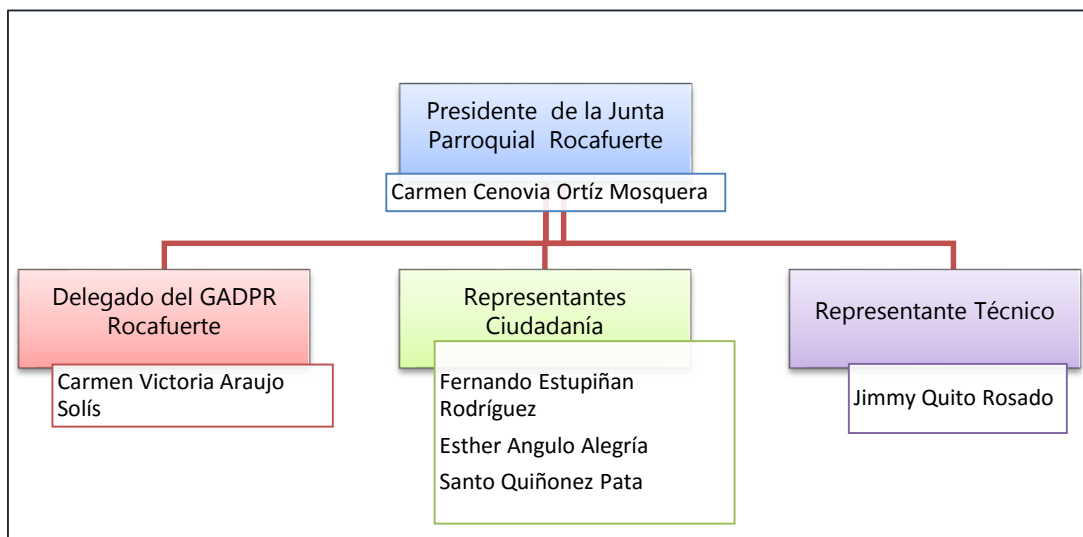 Presidente de la Junta
Parroquial Rocafuerte
Carmen Cenovia Ortíz Mosquera
Delegado del GADPR
Rocafuerte
Carmen Victoria Araujo
Solís
Representantes
Ciudadanía
Fernando Estupiñan
Rodríguez
Esther Angulo Alegría
Santo Quiñonez Pata
Representante Técnico
Jimmy Quito Rosado